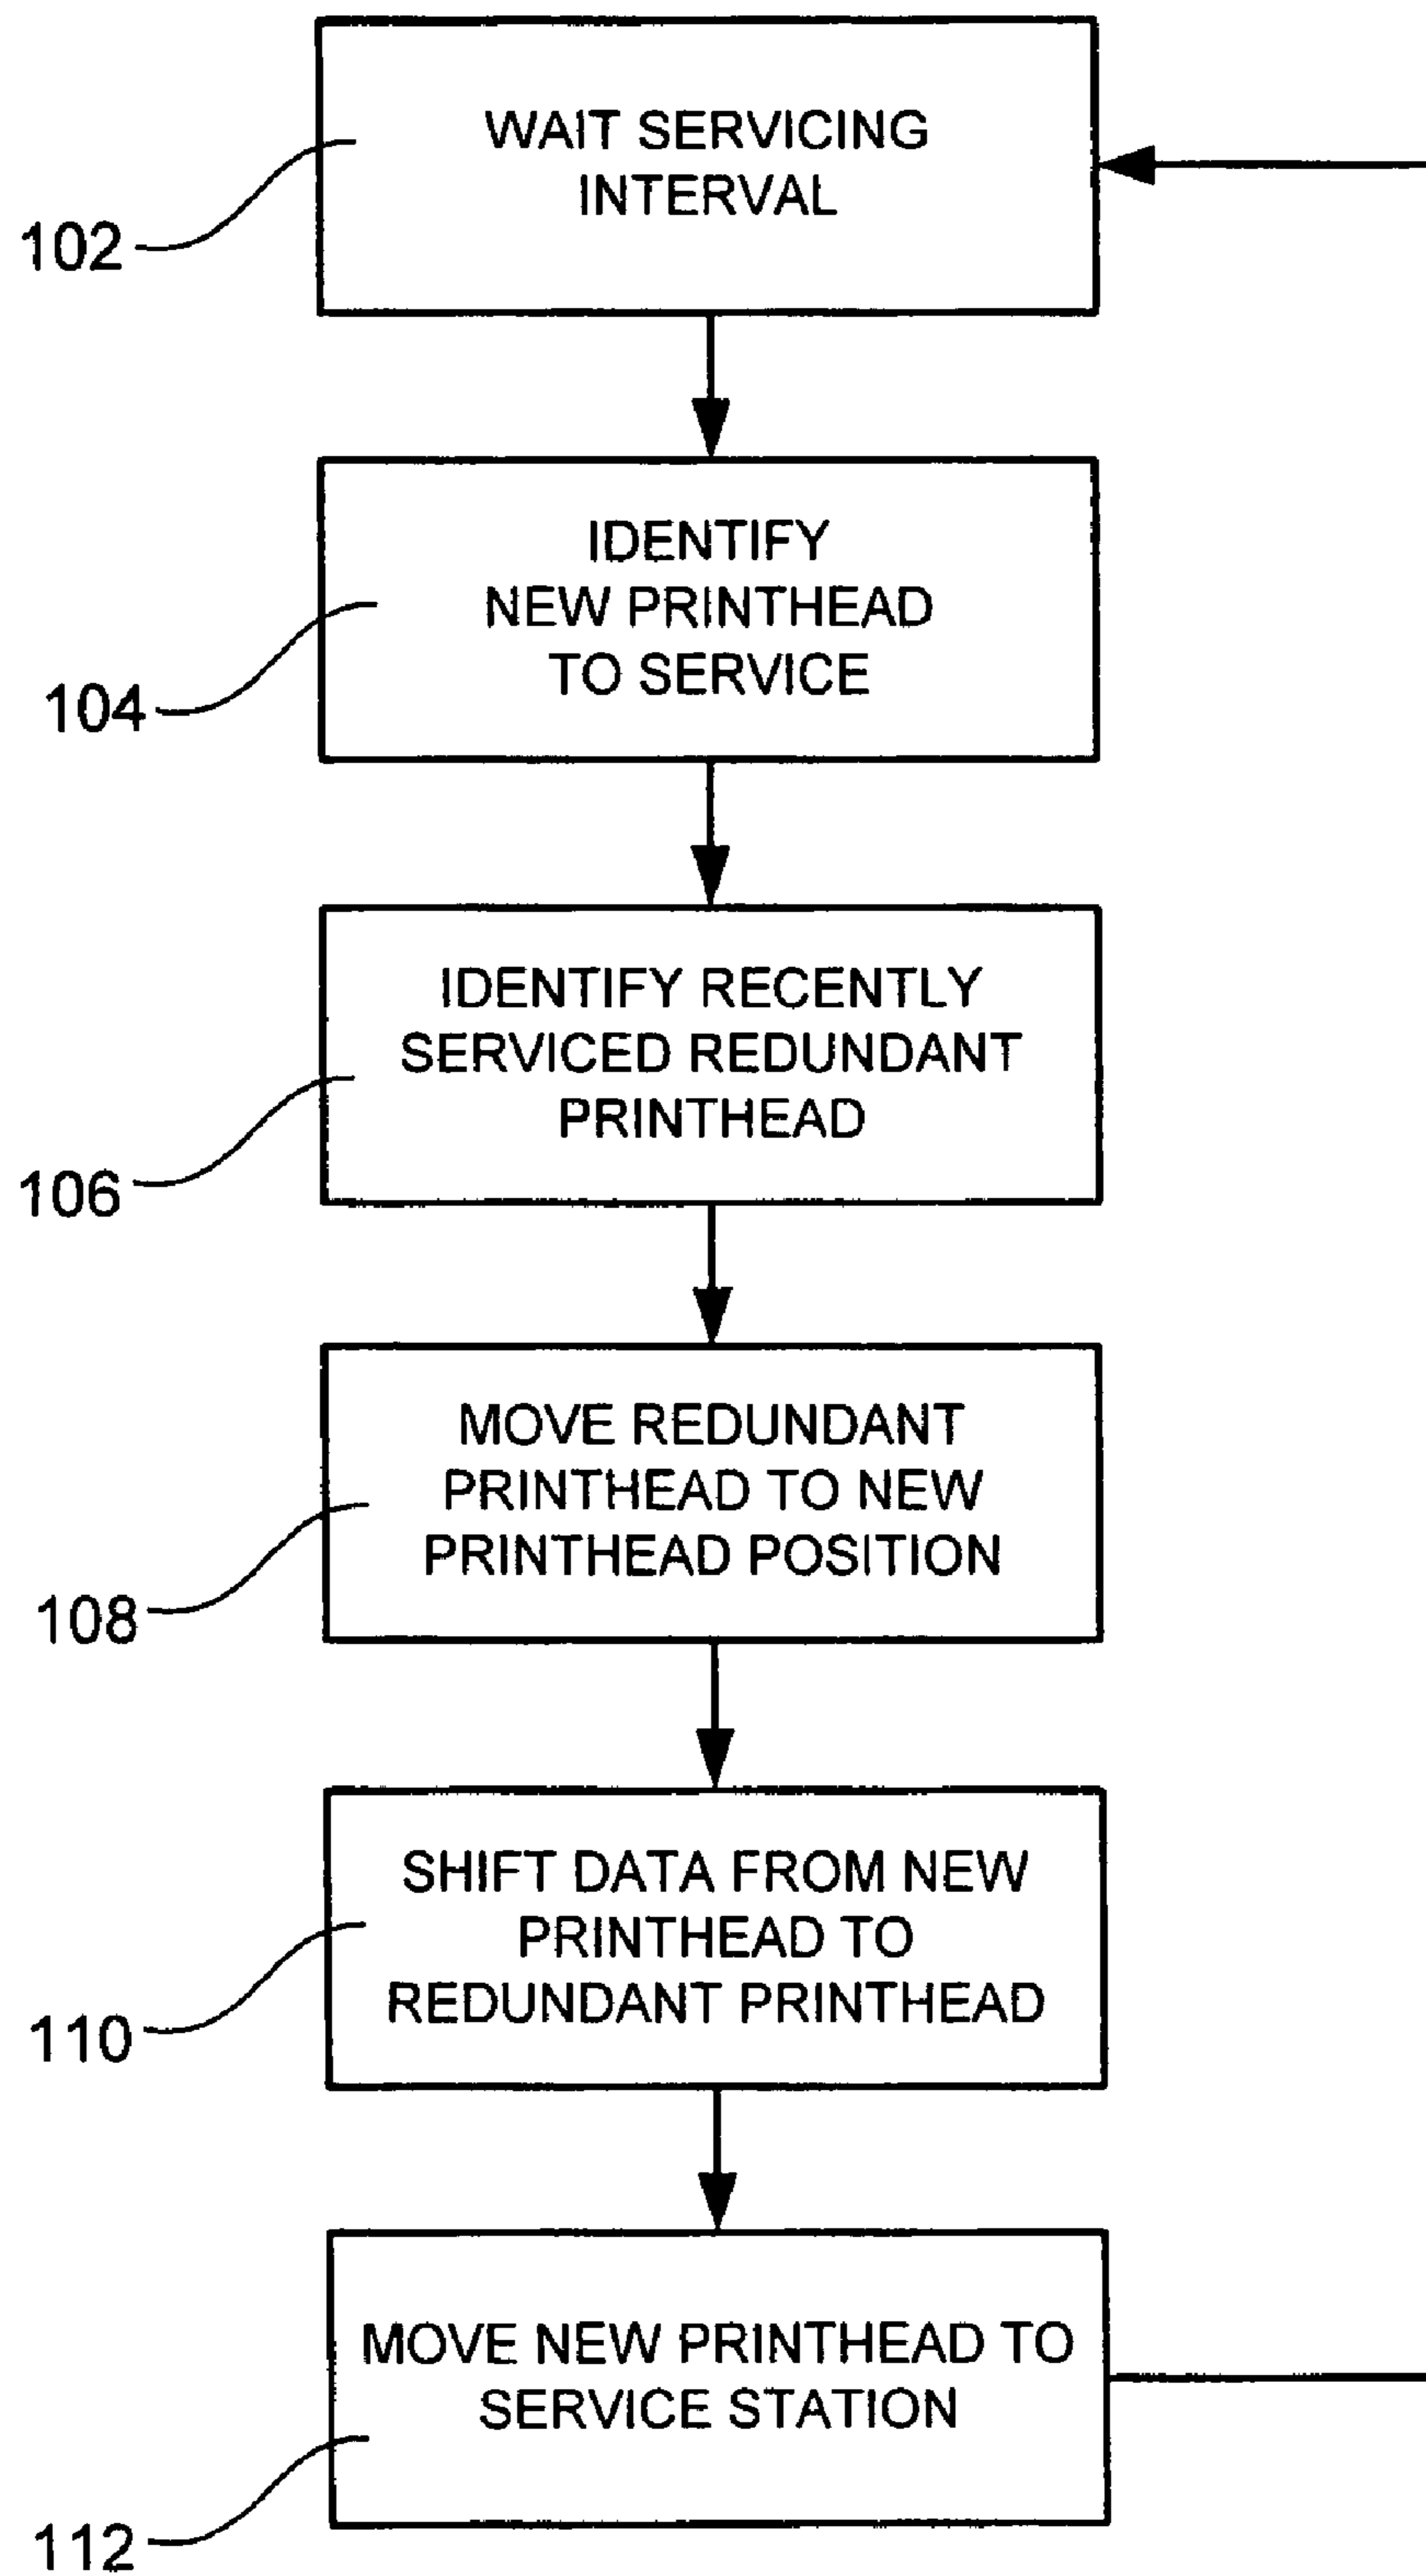 WAIT SERVICING
INTERVAL
102
IDENTIFY
NEW PRINTHEAD
TO SERVICE
104
IDENTIFY RECENTLY
SERVICED REDUNDANT
PRINTHEAD
106
MOVE REDUNDANT
PRINTHEAD TO NEW
PRINTHEAD POSITION
108
SHIFT DATA FROM NEW
PRINTHEAD TO
REDUNDANT PRINTHEAD
110
MOVE NEW PRINTHEAD TO
SERVICE STATION
112